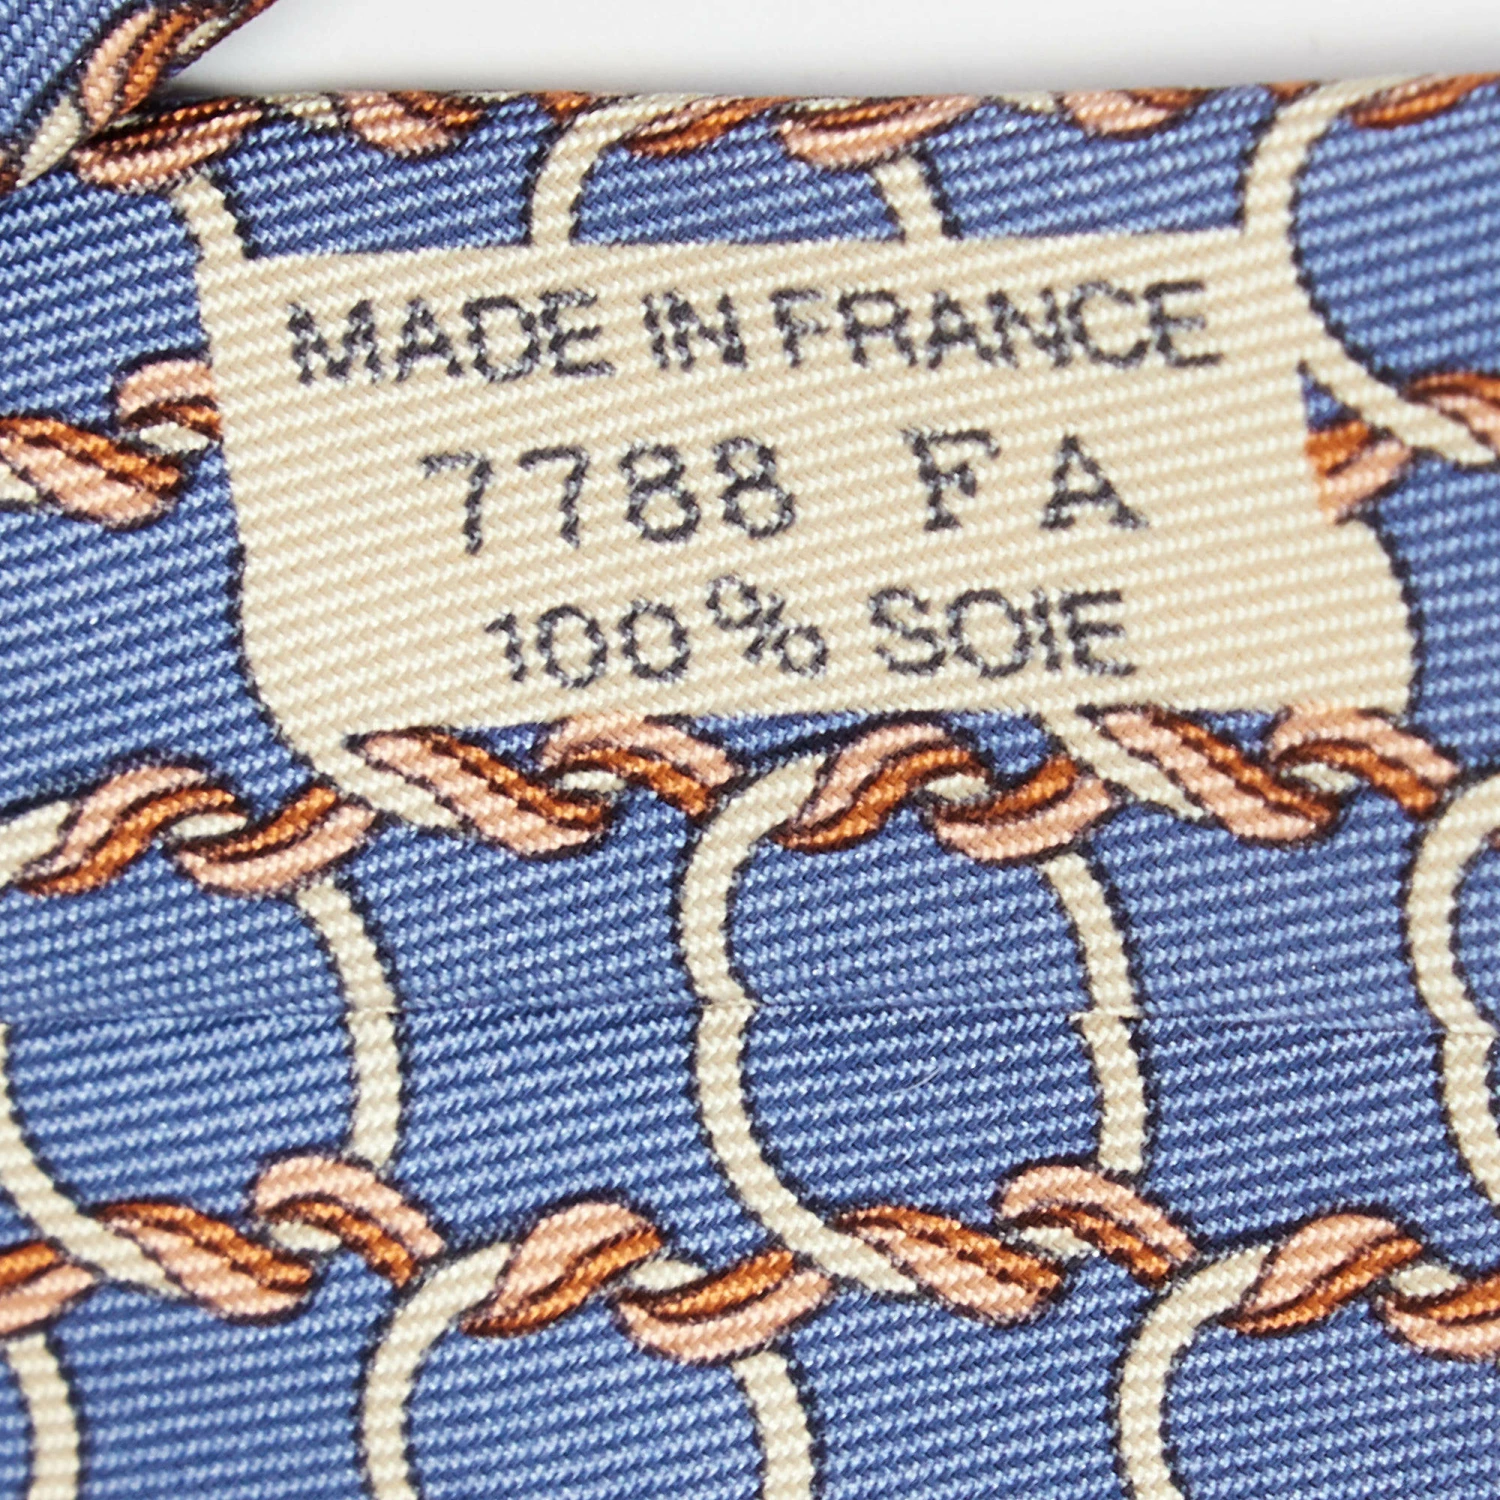 MADE IN FRANCE
7788 FA
100% SOIE